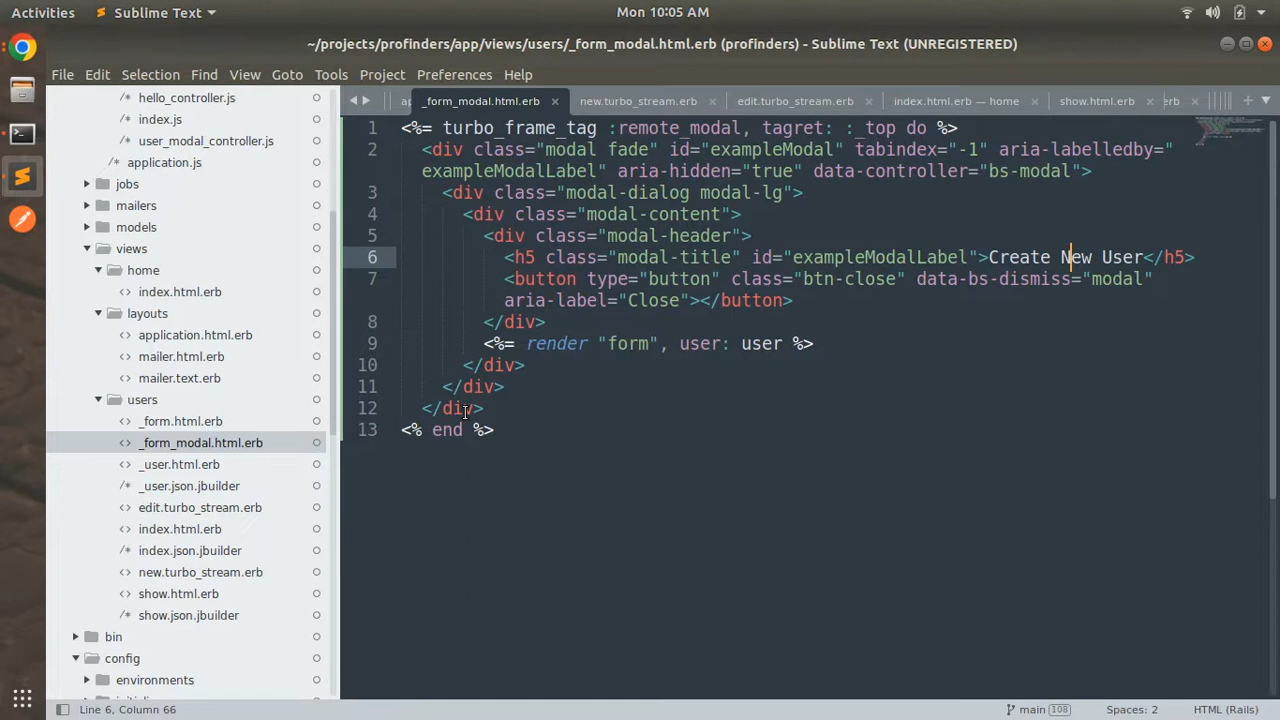 Activities
Sublime Text
Mon 10:05 AM
~/projects/profinders/app/views/users/_form_modal.html.erb (profinders) - Sublime Text (UNREGISTERED)
File Edit Selection Find View Goto Tools Project Preferences Help
hello_controller.js
index.js
user_modal_controller.js
application.js
jobs
mailers
models
views
home
index.html.erb
layouts
application.html.erb
mailer.html.erb
mailer.text.erb
users
_form.html.erb
_form_modal.html.erb
_user.html.erb
_user.json.jbuilder
edit.turbo_stream.erb
index.html.erb
index.json.jbuilder
new.turbo_stream.erb
show.html.erb
show.json.jbuilder
bin
config
environments
_form_modal.html.erb × new.turbo_stream.erb × edit.turbo_stream.erb × index.html.erb — home × show.html.erb × erb ×
1 <%= turbo_frame_tag :remote_modal, tagret: :_top do %>
2 <div class="modal fade" id="exampleModal" tabindex="-1" aria-labelledby="
exampleModalLabel" aria-hidden="true" data-controller="bs-modal">
3 <div class="modal-dialog modal-lg">
4 <div class="modal-content">
5 <div class="modal-header">
6 <h5 class="modal-title" id="exampleModalLabel">Create New User</h5>
7 <button type="button" class="btn-close" data-bs-dismiss="modal"
aria-label="Close"></button>
8 </div>
9 <%= render "form", user: user %>
10 </div>
11 </div>
12 </div>
13 <% end %>
Line 6, Column 66
main 108
Spaces: 2
HTML (Rails)